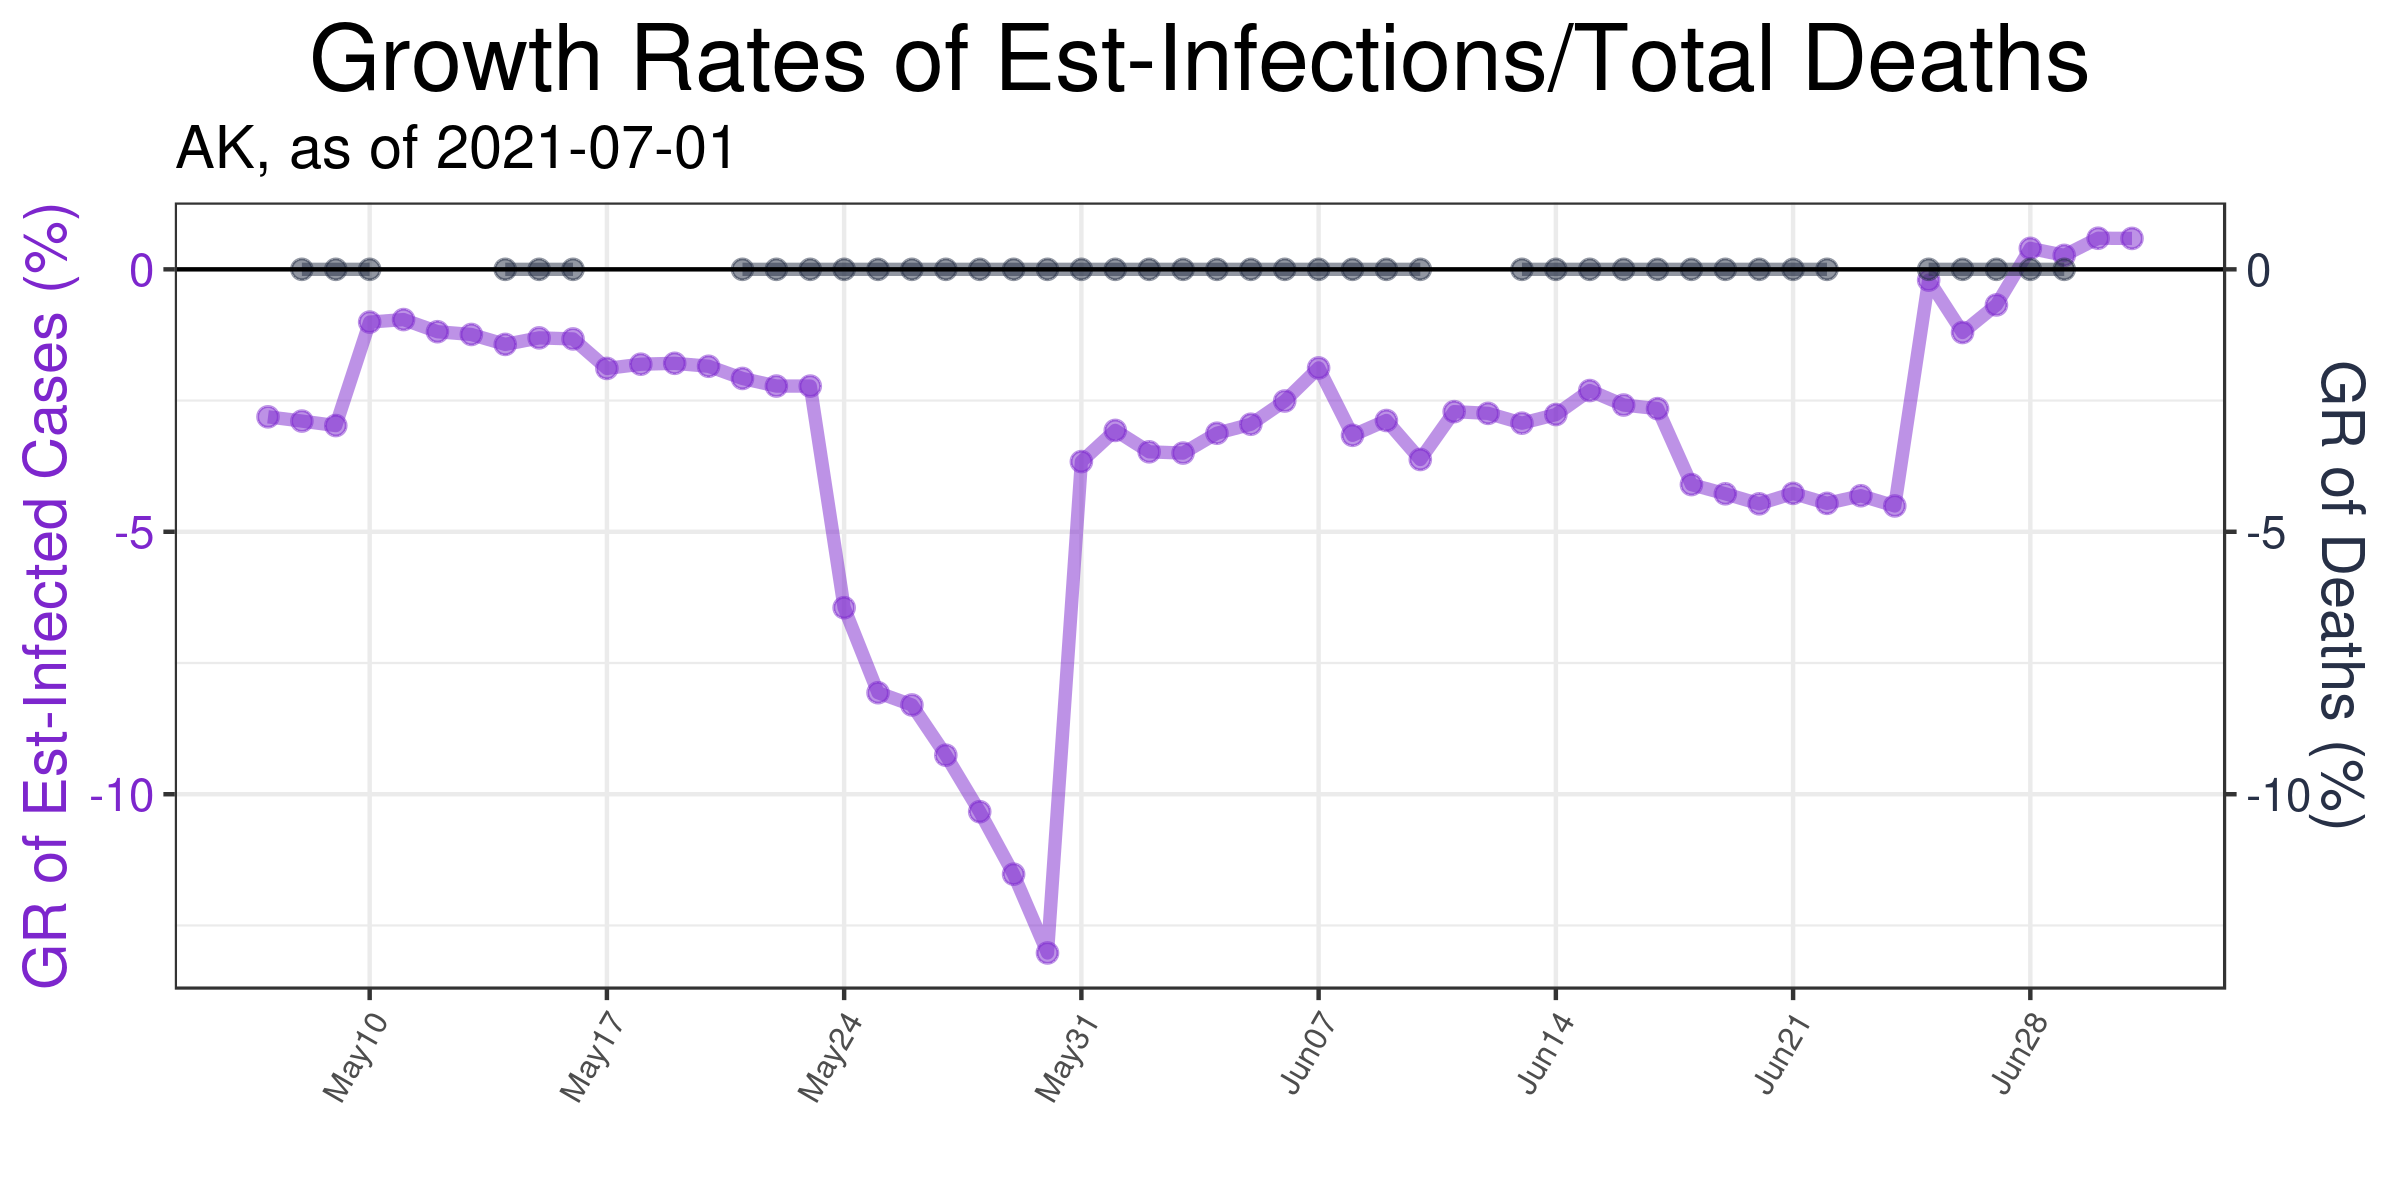 Growth Rates of Est-Infections/Total Deaths
AK, as of 2021-07-01
GR of Est-Infected Cases (%)
0
-5
-10
0
-5
-10
GR of Deaths (%)
May10
May17
May24
May31
Jun07
Jun14
Jun21
Jun28